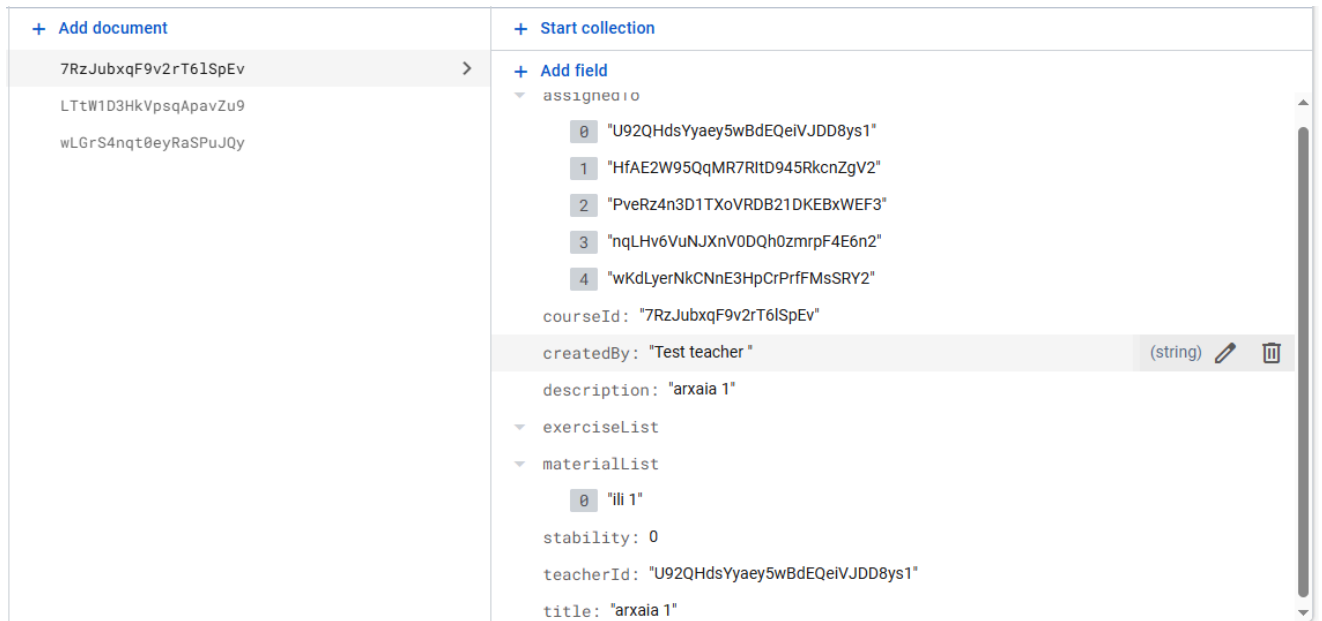 + Add document
7RzJubxqF9v2rT6lSpEv
LTtW1D3HkVpsqApavZu9
wLGrS4nqt0eyRaSPuJQy
+ Start collection
+ Add field
assignedTo
0 "U92QHdsYyaey5wBdEQeiVJDD8ys1"
1 "HfAE2W95QqMR7RItD945RkcnZgV2"
2 "PveRz4n3D1TXoVRDB21DKEBxWEF3"
3 "nqLHv6VuNJXnV0DQh0zmrpF4E6n2"
4 "wKdLyerNkCNnE3HpCrPrfFMsSRY2"
courseId: "7RzJubxqF9v2rT6lSpEv"
createdBy: "Test teacher " (string)
description: "arxaia 1"
exerciseList
materialList
0 "ili 1"
stability: 0
teacherId: "U92QHdsYyaey5wBdEQeiVJDD8ys1"
title: "arxaia 1"